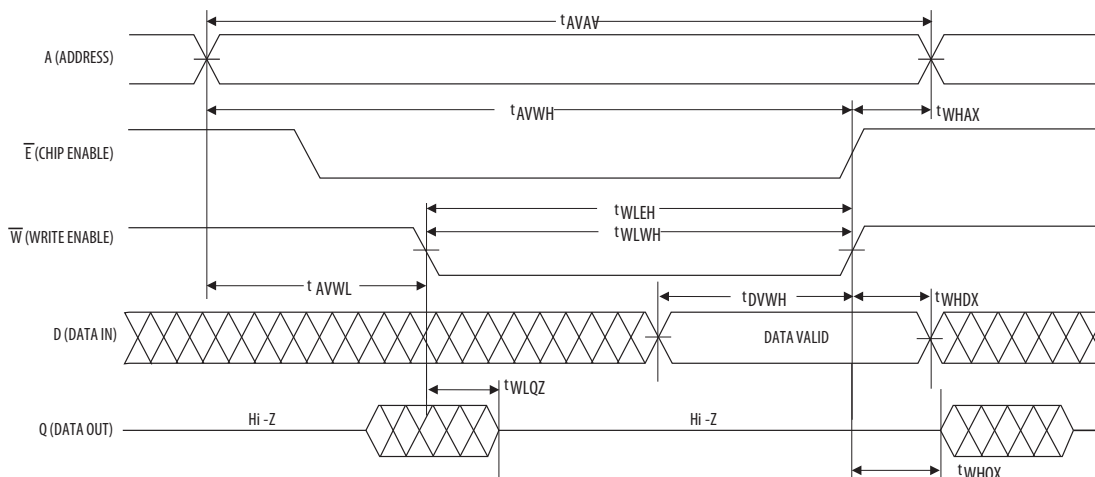 tAVAV
A (ADDRESS)
tAVWH
tWHAX
E̅ (CHIP ENABLE)
tWLEH
W̅ (WRITE ENABLE)
tWLWH
tAVWL
tDVWH
tWHDX
D (DATA IN)
DATA VALID
tWLQZ
Q (DATA OUT)
Hi -Z
Hi -Z
tWHQX